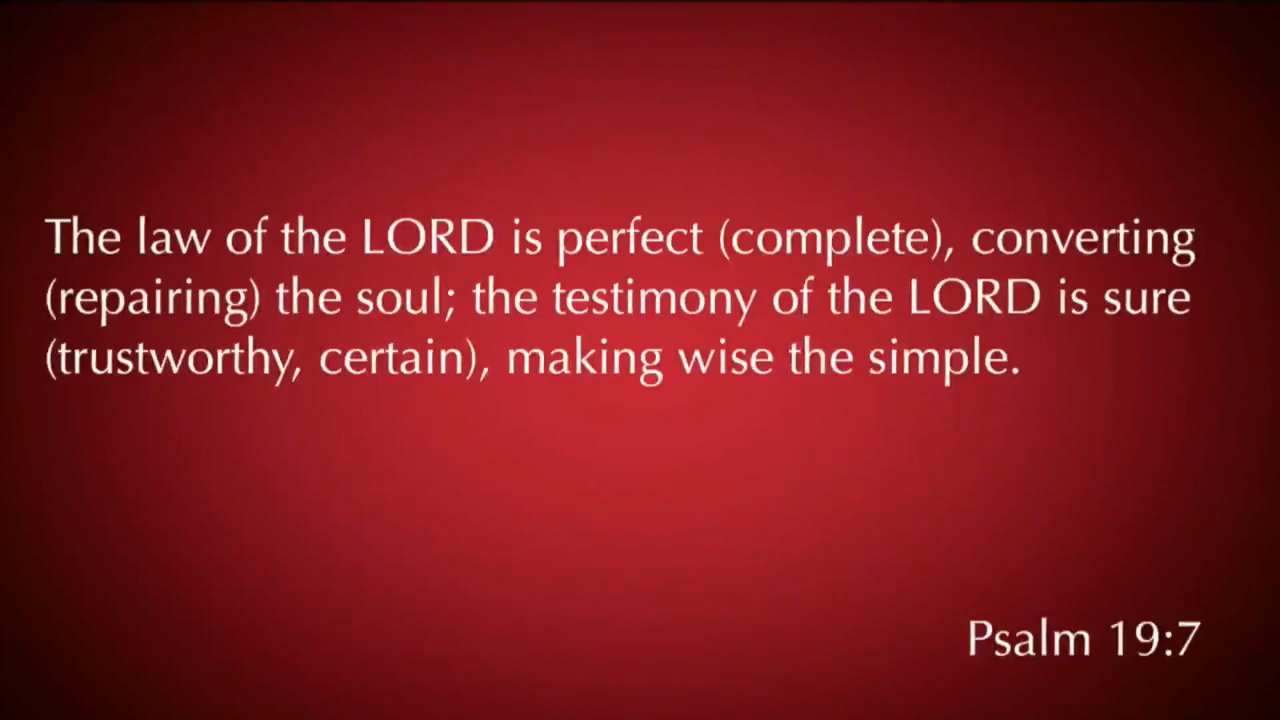 The law of the LORD is perfect (complete), converting
(repairing) the soul; the testimony of the LORD is sure
(trustworthy, certain), making wise the simple.
Psalm 19:7